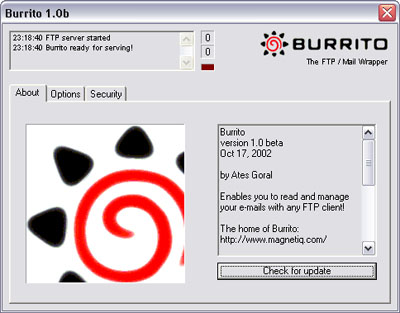 Burrito 1.0b
23:18:40 FTP server started
23:18:40 Burrito ready for serving!
0
0
BURRITO
The FTP / Mail Wrapper
About
Options
Security
Burrito
version 1.0 beta
Oct 17, 2002
by Ates Goral
Enables you to read and manage
your e-mails with any FTP client!
The home of Burrito:
http://www.magnetiq.com/
Check for update